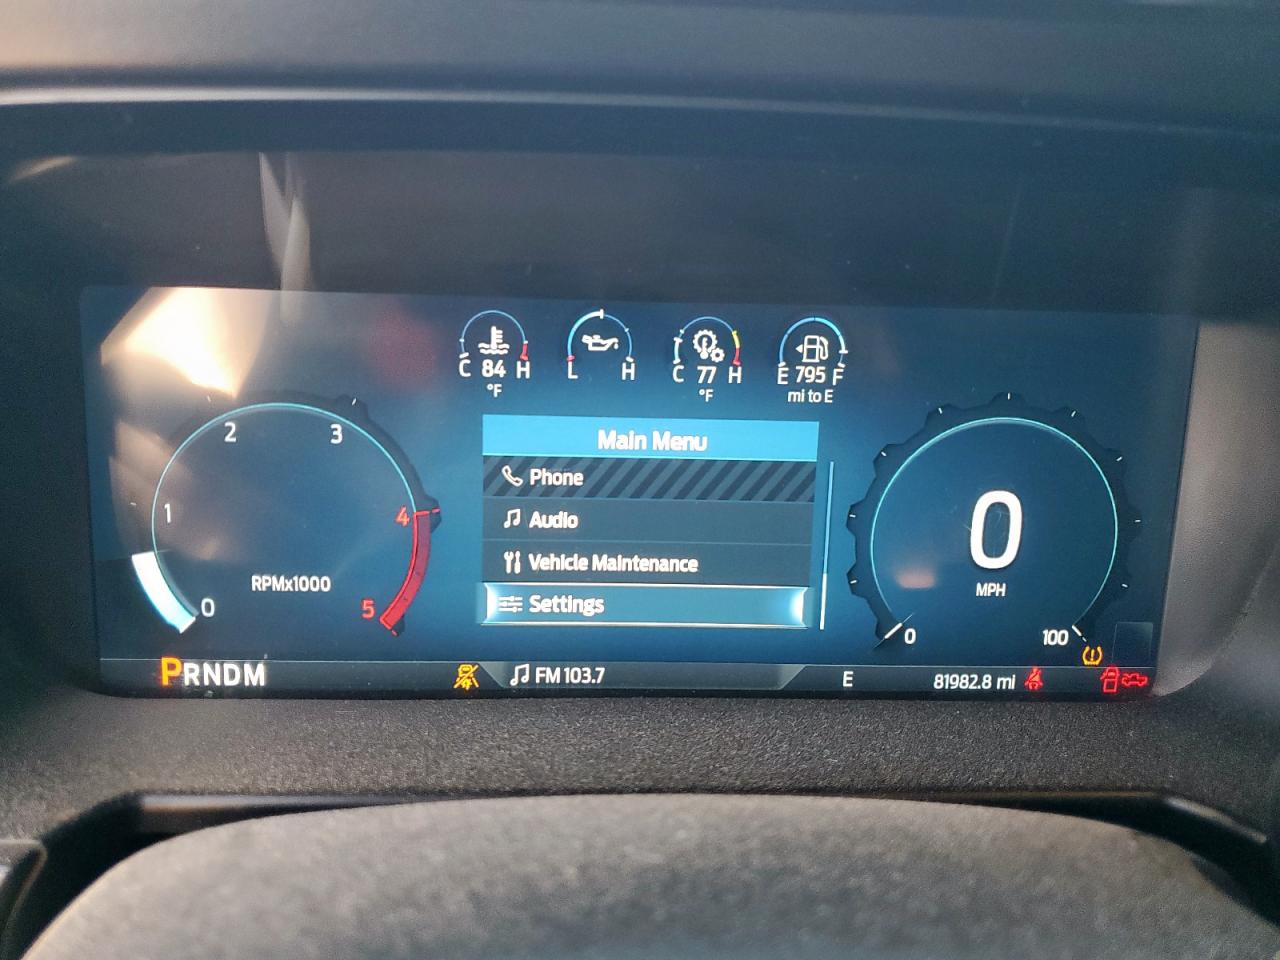 C 84 H
°F
L H
C 77 H
°F
E 795 F
mi to E
Main Menu
Phone
Audio
Vehicle Maintenance
Settings
2 3
1 4
0 5
RPMx1000
0
MPH
0 100
PRNDM
FM 103.7
E
81982.8 mi